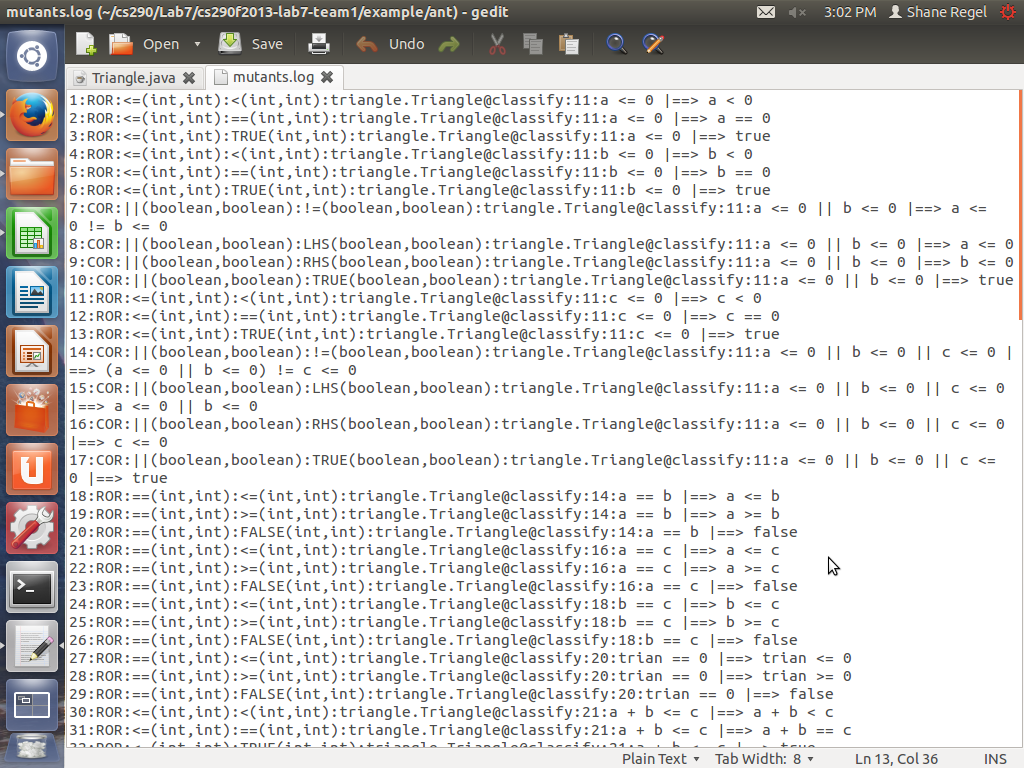 mutants.log (~/cs290/Lab7/cs290f2013-lab7-team1/example/ant) - gedit
3:02 PM
Shane Regel
Open
Save
Undo
Triangle.java
mutants.log
1:ROR:<=(int,int):<(int,int):triangle.Triangle@classify:11:a <= 0 |==> a < 0
2:ROR:<=(int,int):==(int,int):triangle.Triangle@classify:11:a <= 0 |==> a == 0
3:ROR:<=(int,int):TRUE(int,int):triangle.Triangle@classify:11:a <= 0 |==> true
4:ROR:<=(int,int):<(int,int):triangle.Triangle@classify:11:b <= 0 |==> b < 0
5:ROR:<=(int,int):==(int,int):triangle.Triangle@classify:11:b <= 0 |==> b == 0
6:ROR:<=(int,int):TRUE(int,int):triangle.Triangle@classify:11:b <= 0 |==> true
7:COR:||(boolean,boolean):!=(boolean,boolean):triangle.Triangle@classify:11:a <= 0 || b <= 0 |==> a <=
0 != b <= 0
8:COR:||(boolean,boolean):LHS(boolean,boolean):triangle.Triangle@classify:11:a <= 0 || b <= 0 |==> a <= 0
9:COR:||(boolean,boolean):RHS(boolean,boolean):triangle.Triangle@classify:11:a <= 0 || b <= 0 |==> b <= 0
10:COR:||(boolean,boolean):TRUE(boolean,boolean):triangle.Triangle@classify:11:a <= 0 || b <= 0 |==> true
11:ROR:<=(int,int):<(int,int):triangle.Triangle@classify:11:c <= 0 |==> c < 0
12:ROR:<=(int,int):==(int,int):triangle.Triangle@classify:11:c <= 0 |==> c == 0
13:ROR:<=(int,int):TRUE(int,int):triangle.Triangle@classify:11:c <= 0 |==> true
14:COR:||(boolean,boolean):!=(boolean,boolean):triangle.Triangle@classify:11:a <= 0 || b <= 0 || c <= 0 |
==> (a <= 0 || b <= 0) != c <= 0
15:COR:||(boolean,boolean):LHS(boolean,boolean):triangle.Triangle@classify:11:a <= 0 || b <= 0 || c <= 0
|==> a <= 0 || b <= 0
16:COR:||(boolean,boolean):RHS(boolean,boolean):triangle.Triangle@classify:11:a <= 0 || b <= 0 || c <= 0
|==> c <= 0
17:COR:||(boolean,boolean):TRUE(boolean,boolean):triangle.Triangle@classify:11:a <= 0 || b <= 0 || c <=
0 |==> true
18:ROR:==(int,int):<=(int,int):triangle.Triangle@classify:14:a == b |==> a <= b
19:ROR:==(int,int):>=(int,int):triangle.Triangle@classify:14:a == b |==> a >= b
20:ROR:==(int,int):FALSE(int,int):triangle.Triangle@classify:14:a == b |==> false
21:ROR:==(int,int):<=(int,int):triangle.Triangle@classify:16:a == c |==> a <= c
22:ROR:==(int,int):>=(int,int):triangle.Triangle@classify:16:a == c |==> a >= c
23:ROR:==(int,int):FALSE(int,int):triangle.Triangle@classify:16:a == c |==> false
24:ROR:==(int,int):<=(int,int):triangle.Triangle@classify:18:b == c |==> b <= c
25:ROR:==(int,int):>=(int,int):triangle.Triangle@classify:18:b == c |==> b >= c
26:ROR:==(int,int):FALSE(int,int):triangle.Triangle@classify:18:b == c |==> false
27:ROR:==(int,int):<=(int,int):triangle.Triangle@classify:20:trian == 0 |==> trian <= 0
28:ROR:==(int,int):>=(int,int):triangle.Triangle@classify:20:trian == 0 |==> trian >= 0
29:ROR:==(int,int):FALSE(int,int):triangle.Triangle@classify:20:trian == 0 |==> false
30:ROR:<=(int,int):<(int,int):triangle.Triangle@classify:21:a + b <= c |==> a + b < c
31:ROR:<=(int,int):==(int,int):triangle.Triangle@classify:21:a + b <= c |==> a + b == c
32:ROR:<=(int,int):TRUE(int,int):triangle.Triangle@classify:21:a + b <= c |==> true
Plain Text
Tab Width: 8
Ln 13, Col 36
INS